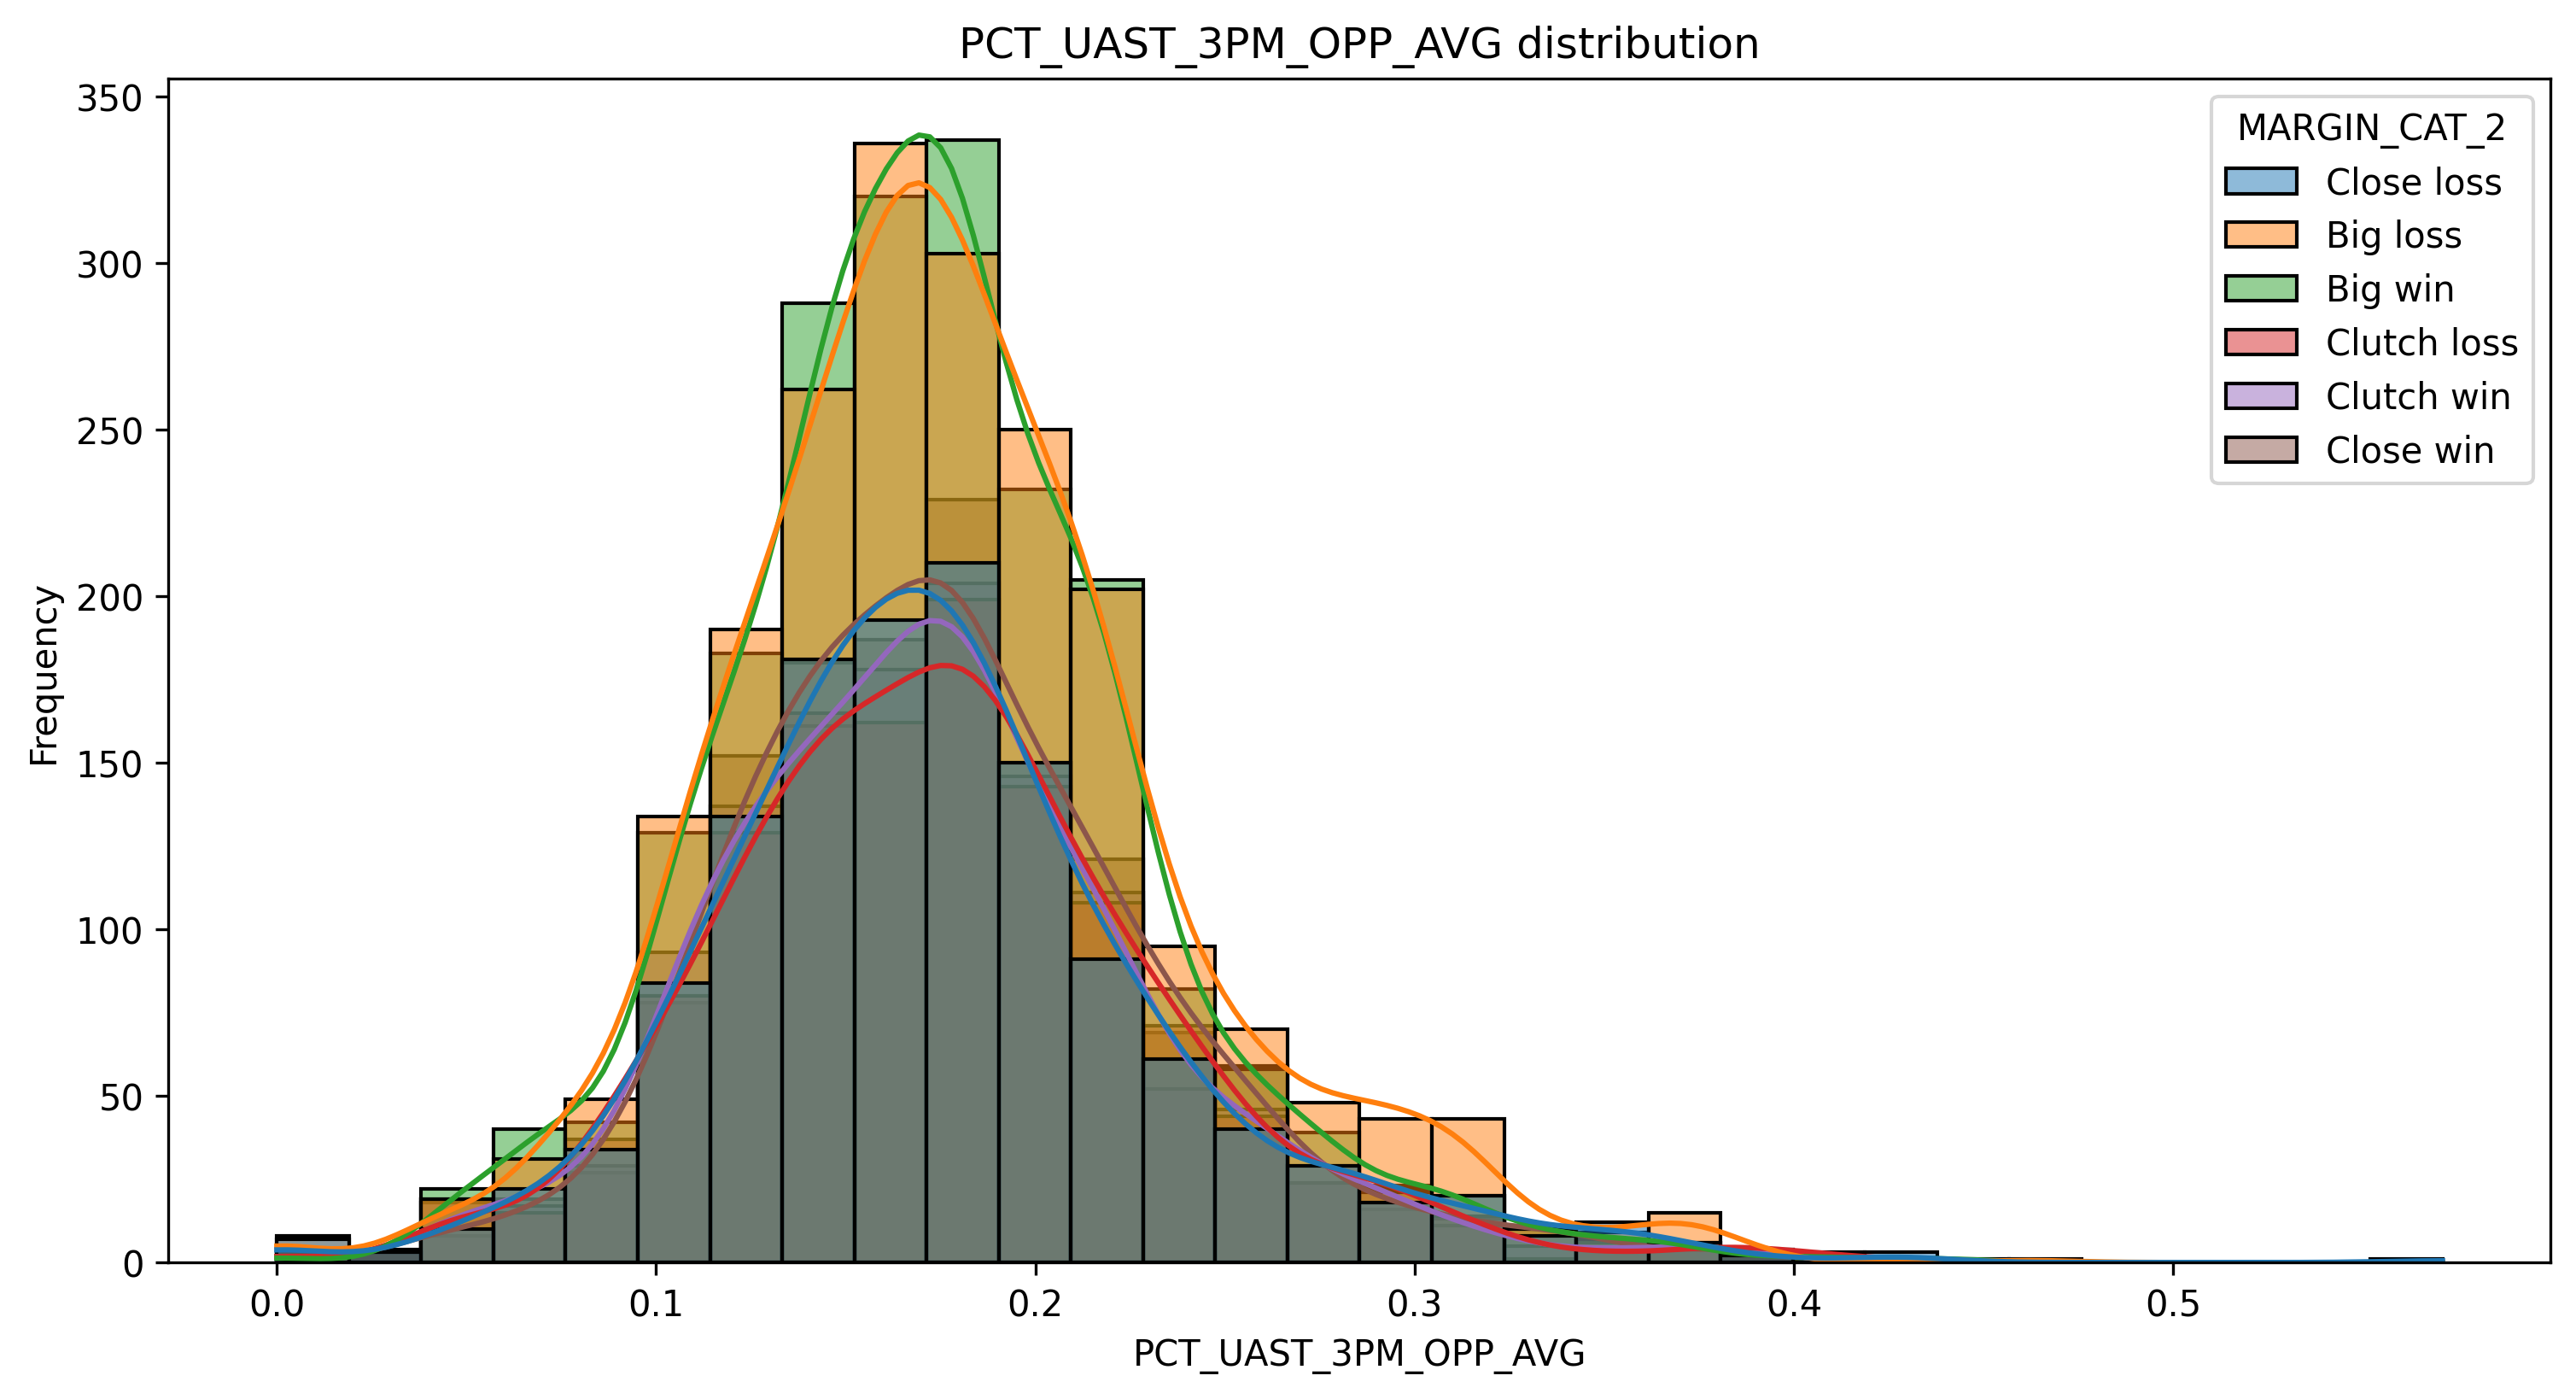 PCT_UAST_3PM_OPP_AVG distribution
350
300
250
200
150
100
50
0
Frequency
MARGIN_CAT_2
Close loss
Big loss
Big win
Clutch loss
Clutch win
Close win
0.0 0.1 0.2 0.3 0.4 0.5
PCT_UAST_3PM_OPP_AVG